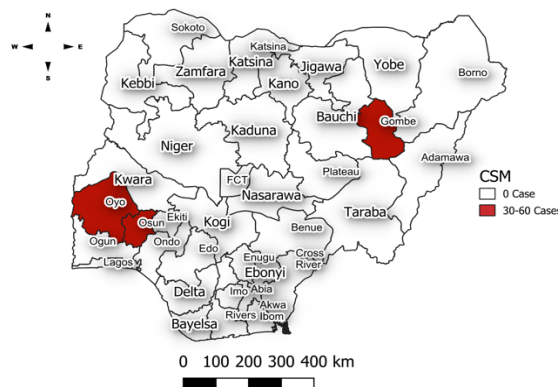 N
W E
S
Sokoto
Katsina
Zamfara
Katsina
Jigawa
Yobe
Borno
Kebbi
Kano
Bauchi
Gombe
Kaduna
Niger
Adamawa
Plateau
CSM
0 Case
30-60 Cases
Kwara
FCT
Nasarawa
Taraba
Oyo
Osun
Ekiti
Kogi
Benue
Ogun
Ondo
Edo
Lagos
Enugu
Cross
River
Ebonyi
Delta
Imo
Abia
Akwa
Ibom
Rivers
Bayelsa
0 100 200 300 400 km